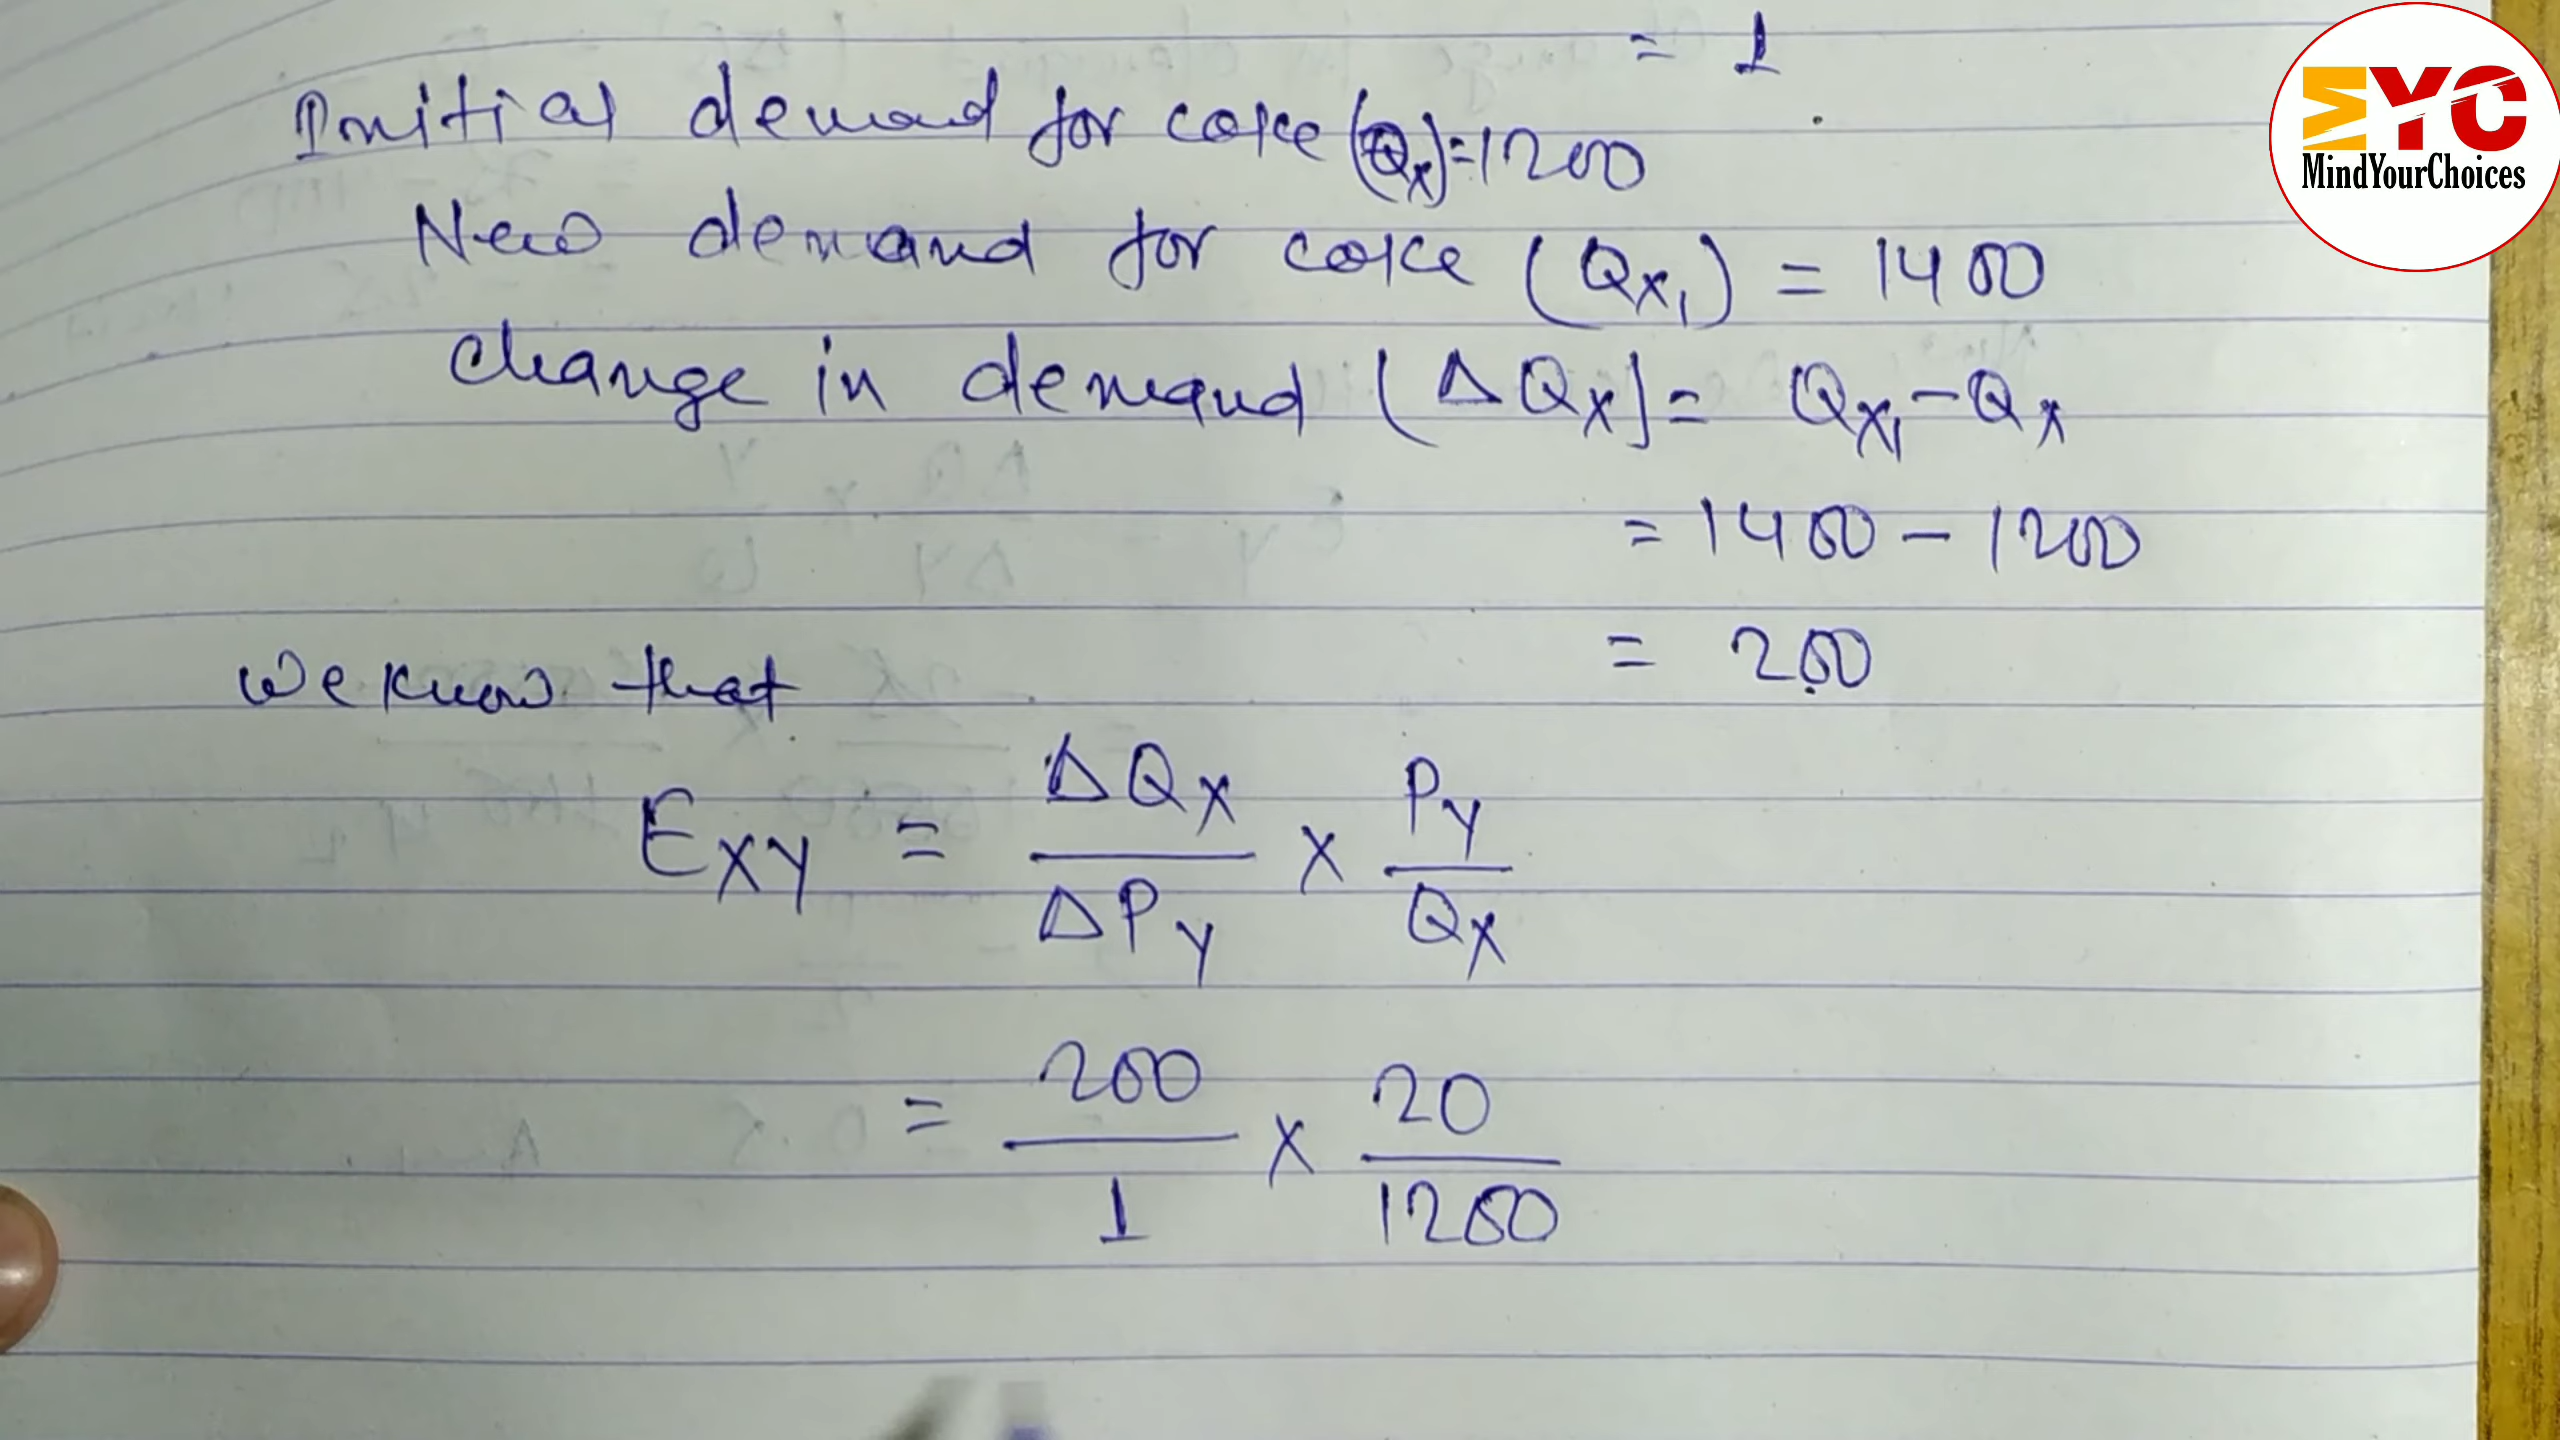 = 1
Initial demand for coke (Qx) = 1200
MYC
MindYourChoices
New demand for coke (Qx₁) = 1400
change in demand (ΔQx) = Qx₁ - Qx
= 1400 - 1200
= 200
we know that
Exy = ΔQx / ΔPy × Py / Qx
= 200 / 1 × 20 / 1200